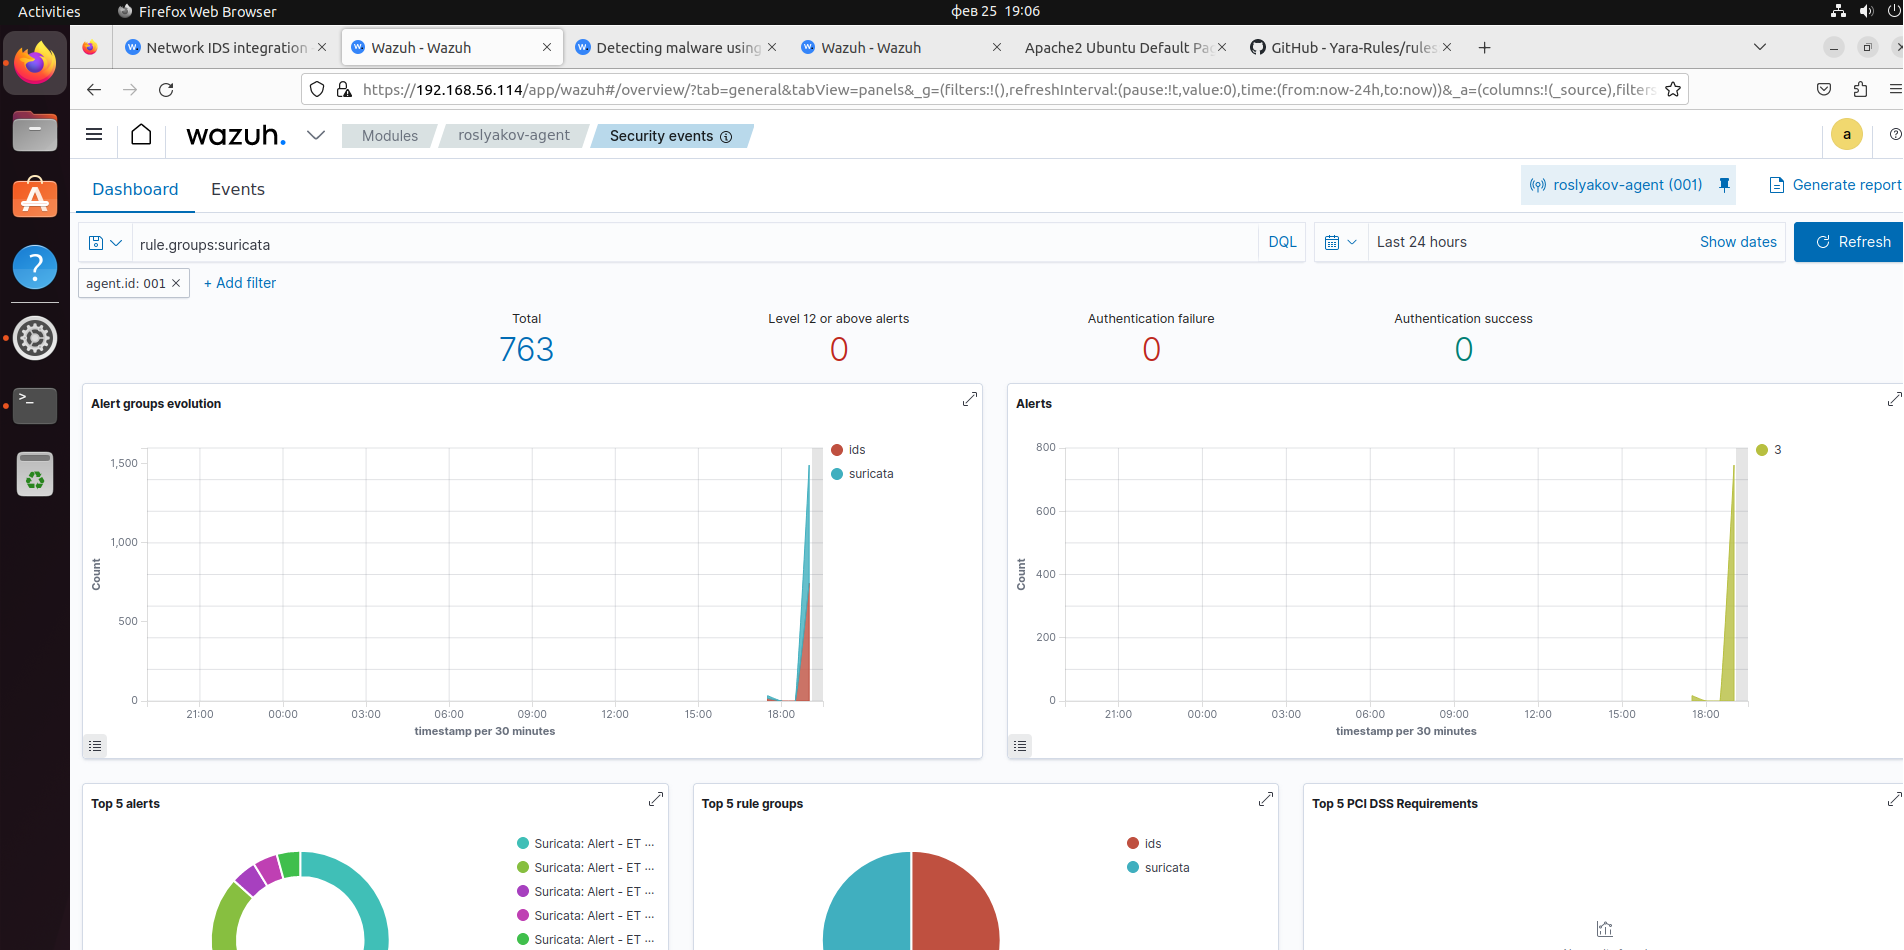 Activities
Firefox Web Browser
фев 25 19:06
Network IDS integration
Wazuh - Wazuh
Detecting malware using
Wazuh - Wazuh
Apache2 Ubuntu Default Pag
GitHub - Yara-Rules/rules
https://192.168.56.114/app/wazuh#/overview/?tab=general&tabView=panels&_g=(filters:!(),refreshInterval:(pause:!t,value:0),time:(from:now-24h,to:now))&_a=(columns:!(_source),filters
wazuh.
Modules
roslyakov-agent
Security events
a
Dashboard
Events
roslyakov-agent (001)
Generate report
rule.groups:suricata
DQL
Last 24 hours
Show dates
Refresh
agent.id: 001
+ Add filter
Total
763
Level 12 or above alerts
0
Authentication failure
0
Authentication success
0
Alert groups evolution
1,500
1,000
500
0
Count
21:00 00:00 03:00 06:00 09:00 12:00 15:00 18:00
timestamp per 30 minutes
ids
suricata
Alerts
800
600
400
200
0
Count
21:00 00:00 03:00 06:00 09:00 12:00 15:00 18:00
timestamp per 30 minutes
3
Top 5 alerts
Suricata: Alert - ET ...
Suricata: Alert - ET ...
Suricata: Alert - ET ...
Suricata: Alert - ET ...
Suricata: Alert - ET ...
Top 5 rule groups
ids
suricata
Top 5 PCI DSS Requirements